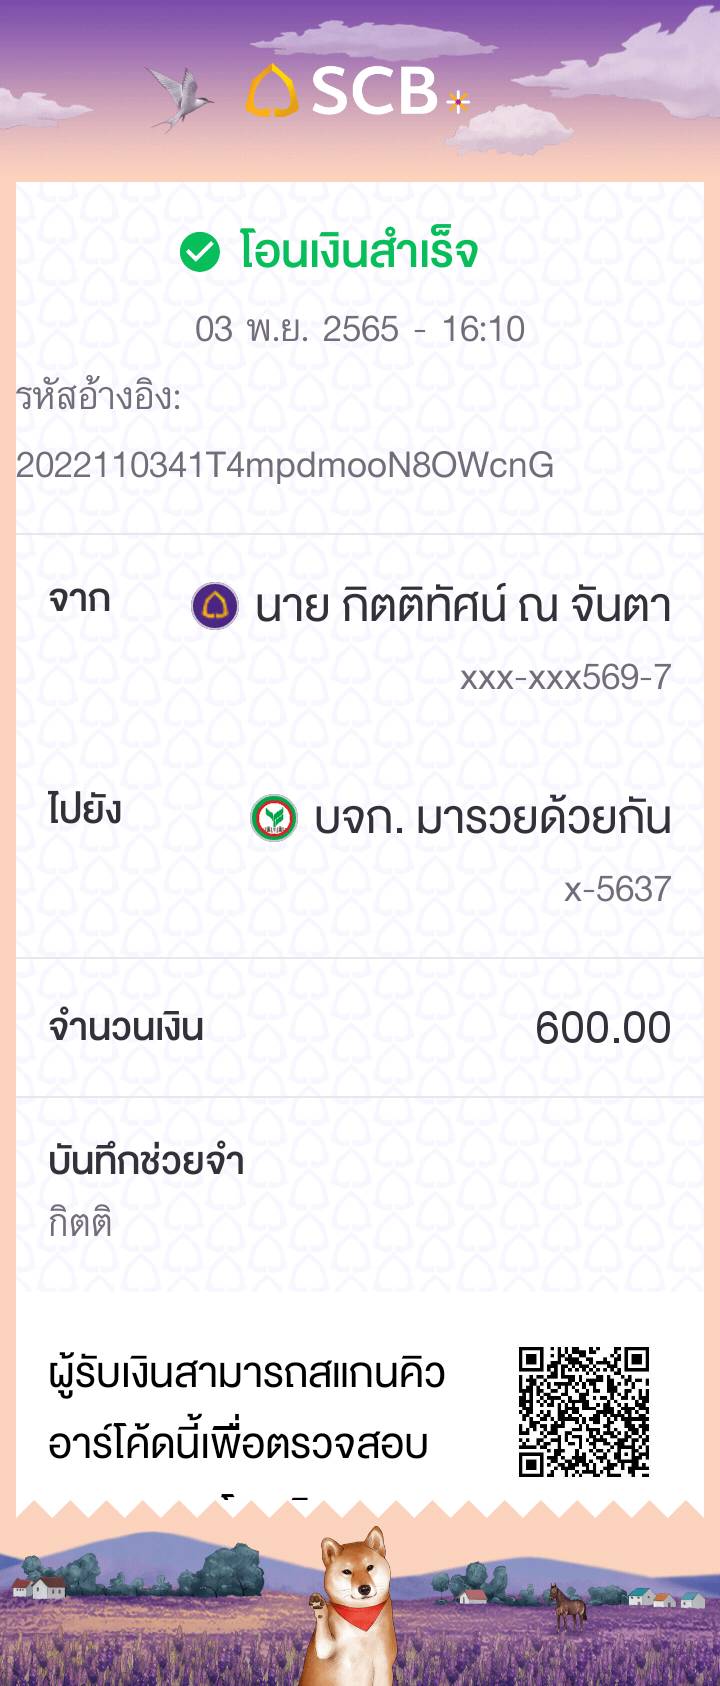 SCB
โอนเงินสำเร็จ
03 พ.ย. 2565 - 16:10
รหัสอ้างอิง:
2022110341T4mpdmooN8OWcnG
จาก
นาย กิตติทัศน์ ณ จันตา
xxx-xxx569-7
ไปยัง
บจก. มารวยด้วยกัน
x-5637
จำนวนเงิน
600.00
บันทึกช่วยจำ
กิตติ
ผู้รับเงินสามารถสแกนคิว
อาร์โค้ดนี้เพื่อตรวจสอบ